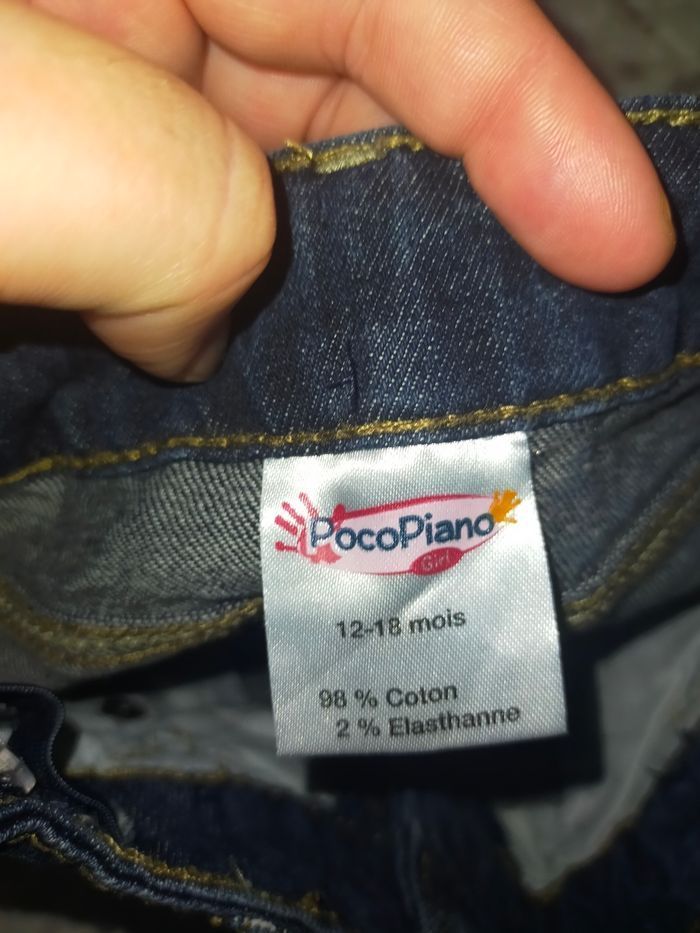 PocoPiano
Girl
12-18 mois
98 % Coton
2 % Elasthanne